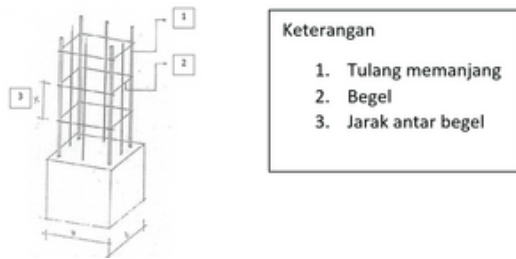 1
2
3
Keterangan
1. Tulang memanjang
2. Begel
3. Jarak antar begel